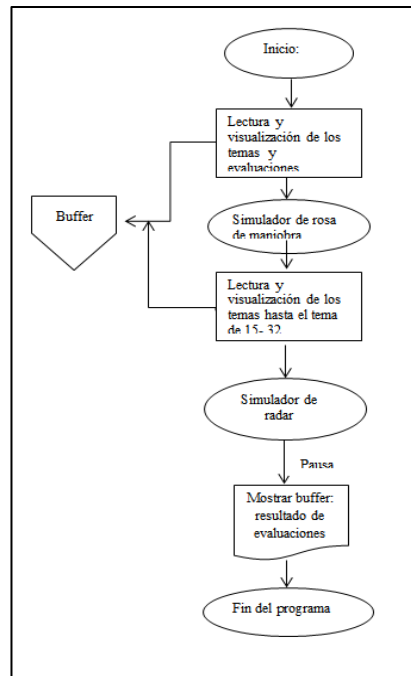 Inicio:
Lectura y
visualización de los
temas y
evaluaciones
Buffer
Simulador de rosa
de maniobra
Lectura y
visualización de los
temas hasta el tema
de 15- 32
Simulador de
radar
Pausa
Mostrar buffer:
resultado de
evaluaciones
Fin del programa